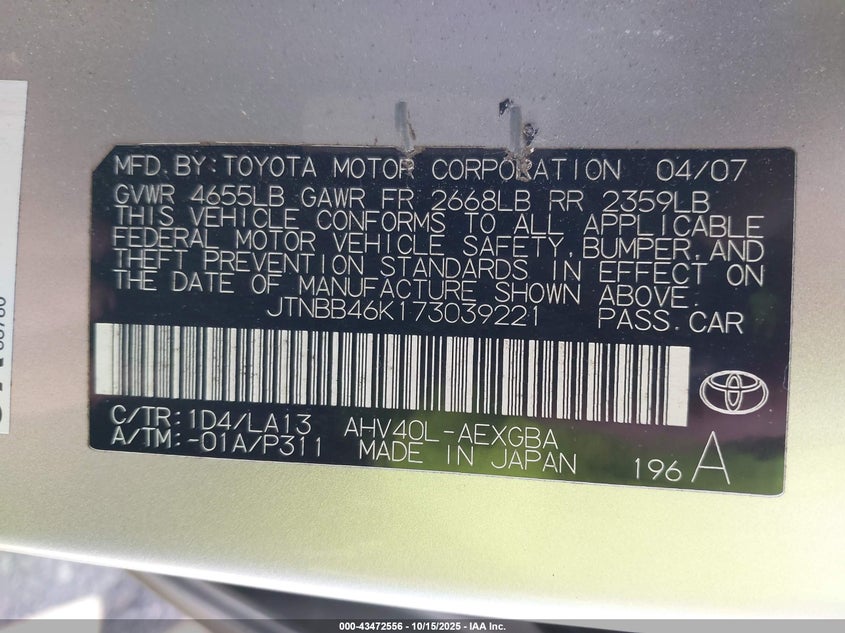 MFD.BY:TOYOTA MOTOR CORPORATION 04/07
GVWR 4655LB GAWR FR 2668LB RR 2359LB
THIS VEHICLE CONFORMS TO ALL APPLICABLE
FEDERAL MOTOR VEHICLE SAFETY, BUMPER, AND
THEFT PREVENTION STANDARDS IN EFFECT ON
THE DATE OF MANUFACTURE SHOWN ABOVE.
JTNBB46K173039221 PASS.CAR
C/TR:1D4/LA13 AHV40L-AEXGBA
A/TM:-01A/P311 MADE IN JAPAN
196 A
000-43472556 - 10/15/2025 - IAA Inc.